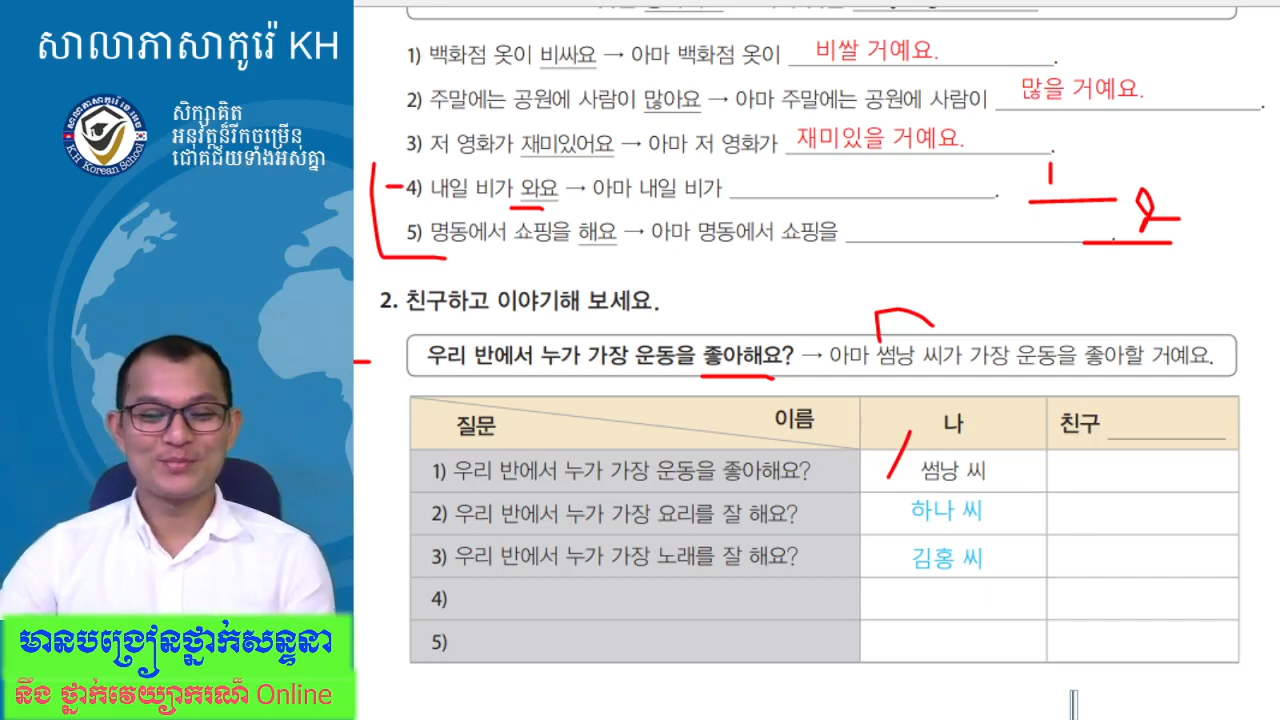 សាលាភាសាកូរ៉េ KH
សិក្សាគិត
អនុវត្តន៍រីកចម្រើន
ជោគជ័យទាំងអស់គ្នា
KH Korean School
មានបង្រៀនថ្នាក់សន្ទនា
និង ថ្នាក់វេយ្យាករណ៍ Online
1) 백화점 옷이 비싸요 → 아마 백화점 옷이 비쌀 거예요.
2) 주말에는 공원에 사람이 많아요 → 아마 주말에는 공원에 사람이 많을 거예요.
3) 저 영화가 재미있어요 → 아마 저 영화가 재미있을 거예요.
4) 내일 비가 와요 → 아마 내일 비가
5) 명동에서 쇼핑을 해요 → 아마 명동에서 쇼핑을
2. 친구하고 이야기해 보세요.
우리 반에서 누가 가장 운동을 좋아해요? → 아마 썸낭 씨가 가장 운동을 좋아할 거예요.
질문 이름 나 친구
1) 우리 반에서 누가 가장 운동을 좋아해요? 썸낭 씨
2) 우리 반에서 누가 가장 요리를 잘 해요? 하나 씨
3) 우리 반에서 누가 가장 노래를 잘 해요? 김홍 씨
4)
5)